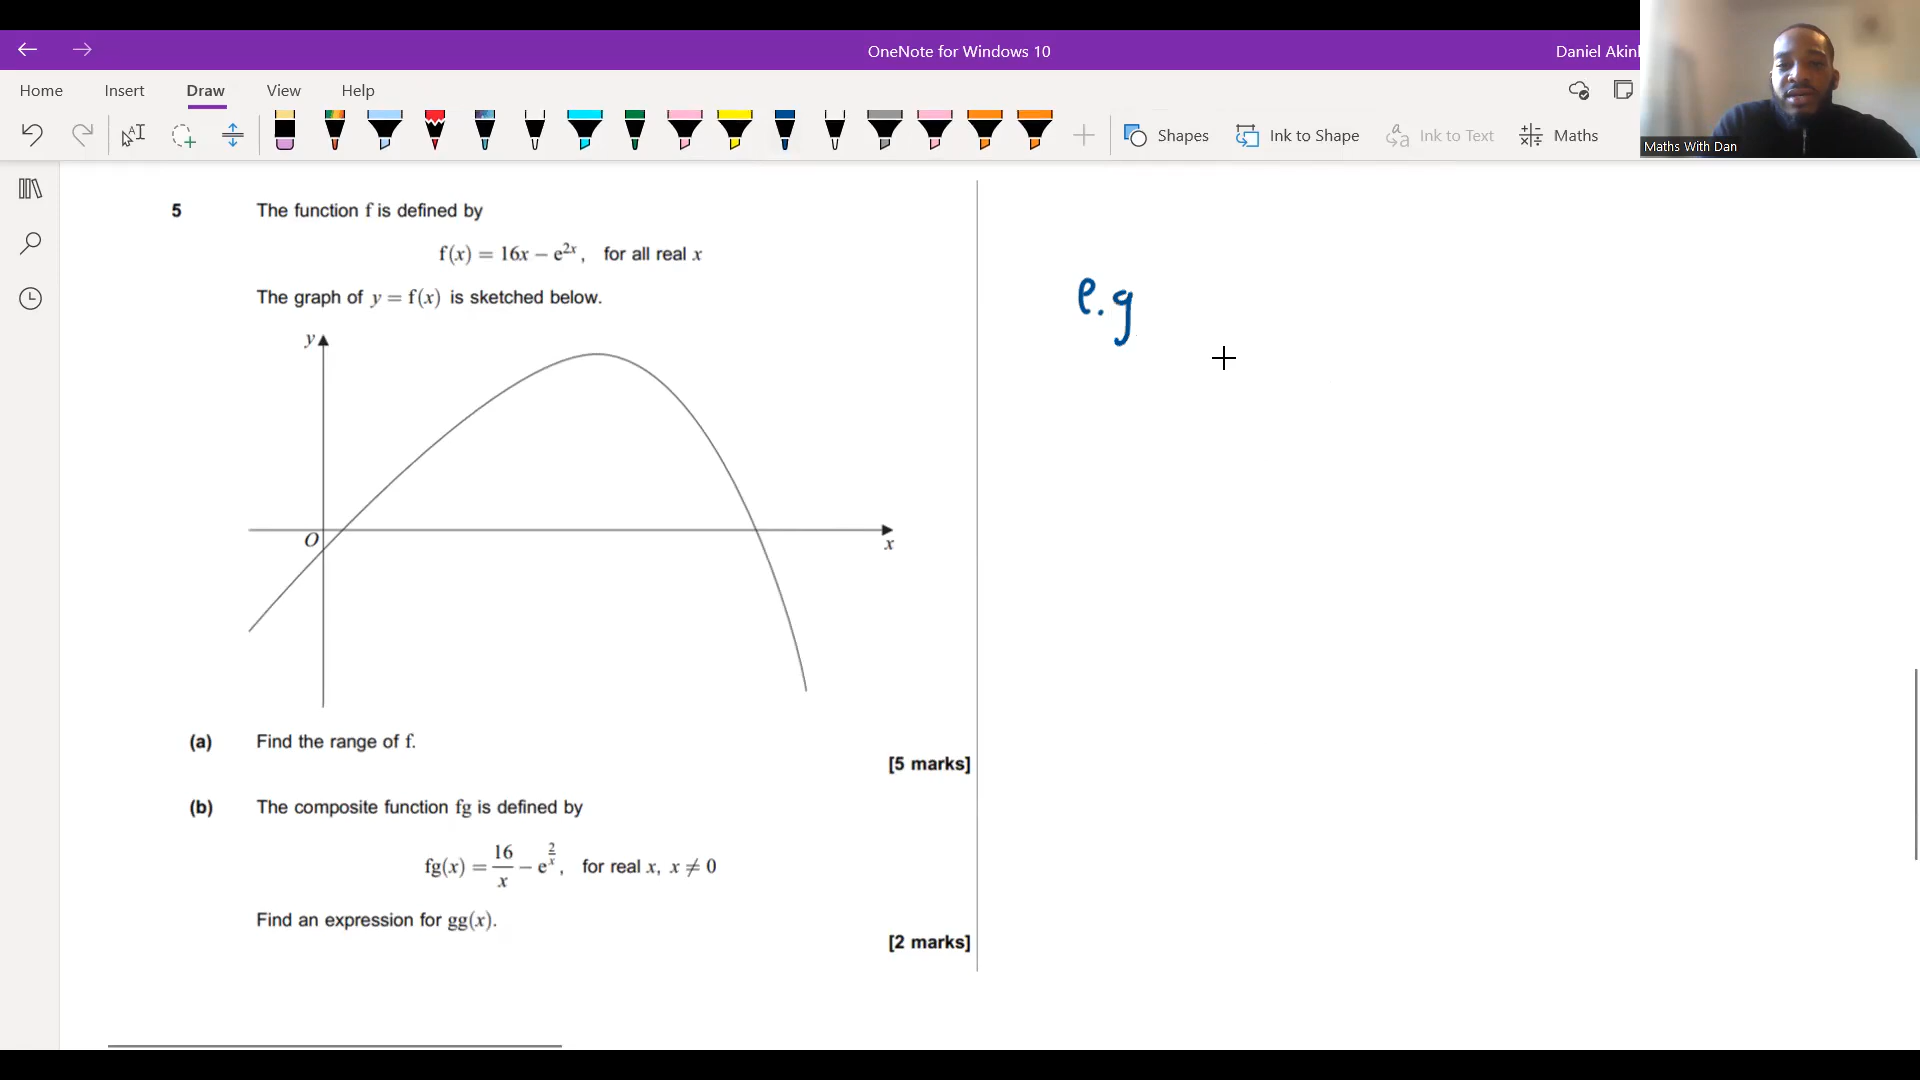 OneNote for Windows 10
Daniel Akinl
Home Insert Draw View Help
Shapes Ink to Shape Ink to Text Maths
Maths With Dan
5 The function f is defined by
f(x) = 16x − e^{2x}, for all real x
The graph of y = f(x) is sketched below.
e.g
y
O
x
(a) Find the range of f.
[5 marks]
(b) The composite function fg is defined by
fg(x) = 16/x − e^{2/x}, for real x, x ≠ 0
Find an expression for gg(x).
[2 marks]